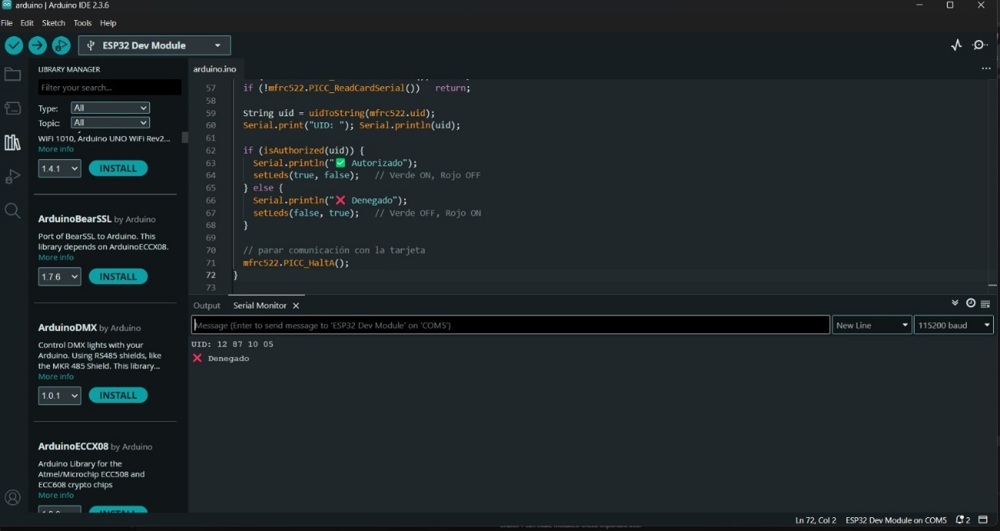 arduino | Arduino IDE 2.3.6
File Edit Sketch Tools Help
ESP32 Dev Module
LIBRARY MANAGER
Filter your search...
Type: All
Topic: All
WiFi 1010, Arduino UNO WiFi Rev2...
More info
1.4.1 INSTALL
ArduinoBearSSL by Arduino
Port of BearSSL to Arduino. This
library depends on ArduinoECCX08.
More info
1.7.6 INSTALL
ArduinoDMX by Arduino
Control DMX lights with your
Arduino. Using RS485 shields, like
the MKR 485 Shield. This library...
More info
1.0.1 INSTALL
ArduinoECCX08 by Arduino
Arduino Library for the
Atmel/Microchip ECC508 and
ECC608 crypto chips
More info
INSTALL
arduino.ino
57 if (!mfrc522.PICC_ReadCardSerial()) return;
58
59 String uid = uidToString(mfrc522.uid);
60 Serial.print("UID: "); Serial.println(uid);
61
62 if (isAuthorized(uid)) {
63 Serial.println("✅ Autorizado");
64 setLeds(true, false); // Verde ON, Rojo OFF
65 } else {
66 Serial.println("❌ Denegado");
67 setLeds(false, true); // Verde OFF, Rojo ON
68 }
69
70 // parar comunicación con la tarjeta
71 mfrc522.PICC_HaltA();
72 }
73
Output Serial Monitor
Message (Enter to send message to 'ESP32 Dev Module' on 'COM5')
New Line 115200 baud
UID: 12 87 10 05
❌ Denegado
Ln 72, Col 2 ESP32 Dev Module on COM5 2